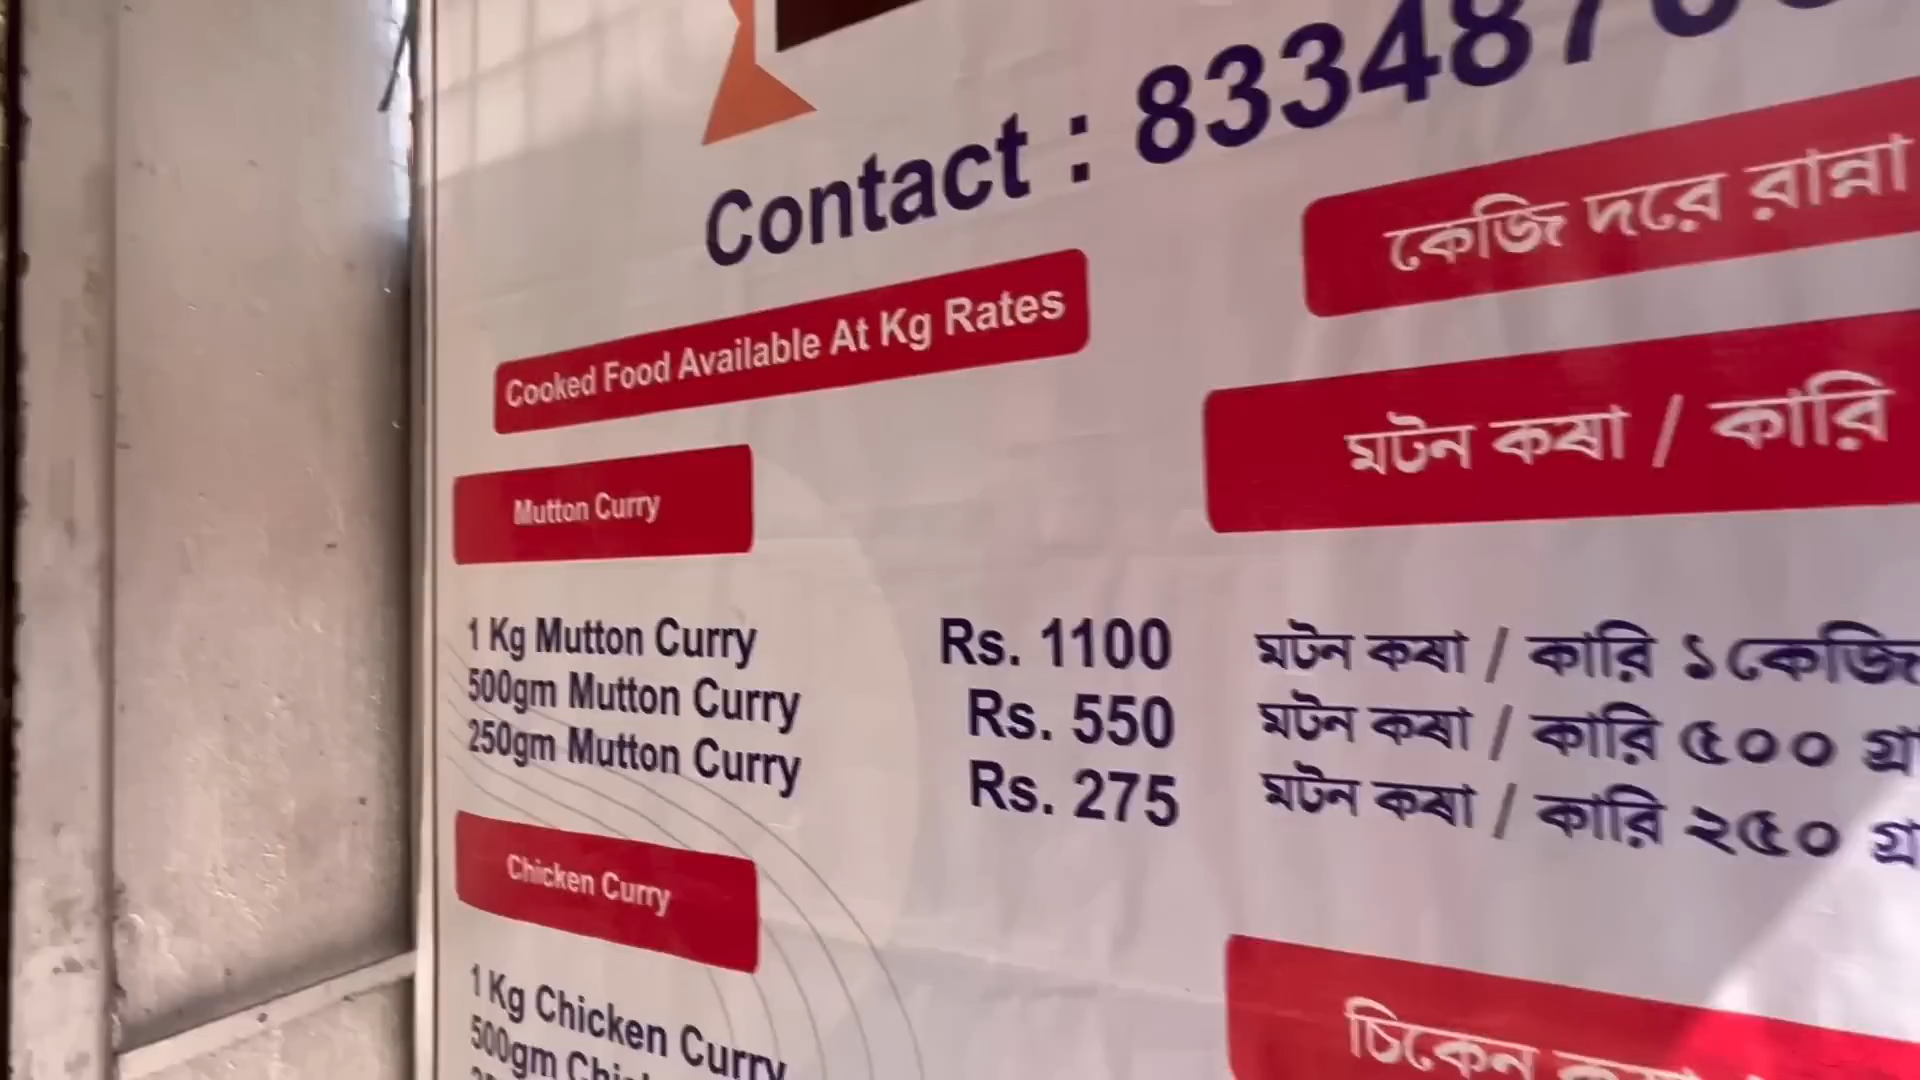 Contact : 83348
Cooked Food Available At Kg Rates
কেজি দরে রান্না
Mutton Curry
মটন কষা / কারি
1 Kg Mutton Curry Rs. 1100 মটন কষা / কারি ১ কেজি
500gm Mutton Curry Rs. 550 মটন কষা / কারি ৫০০
250gm Mutton Curry Rs. 275 মটন কষা / কারি ২৫০
Chicken Curry
চিকেন
1 Kg Chicken Curry
500gm